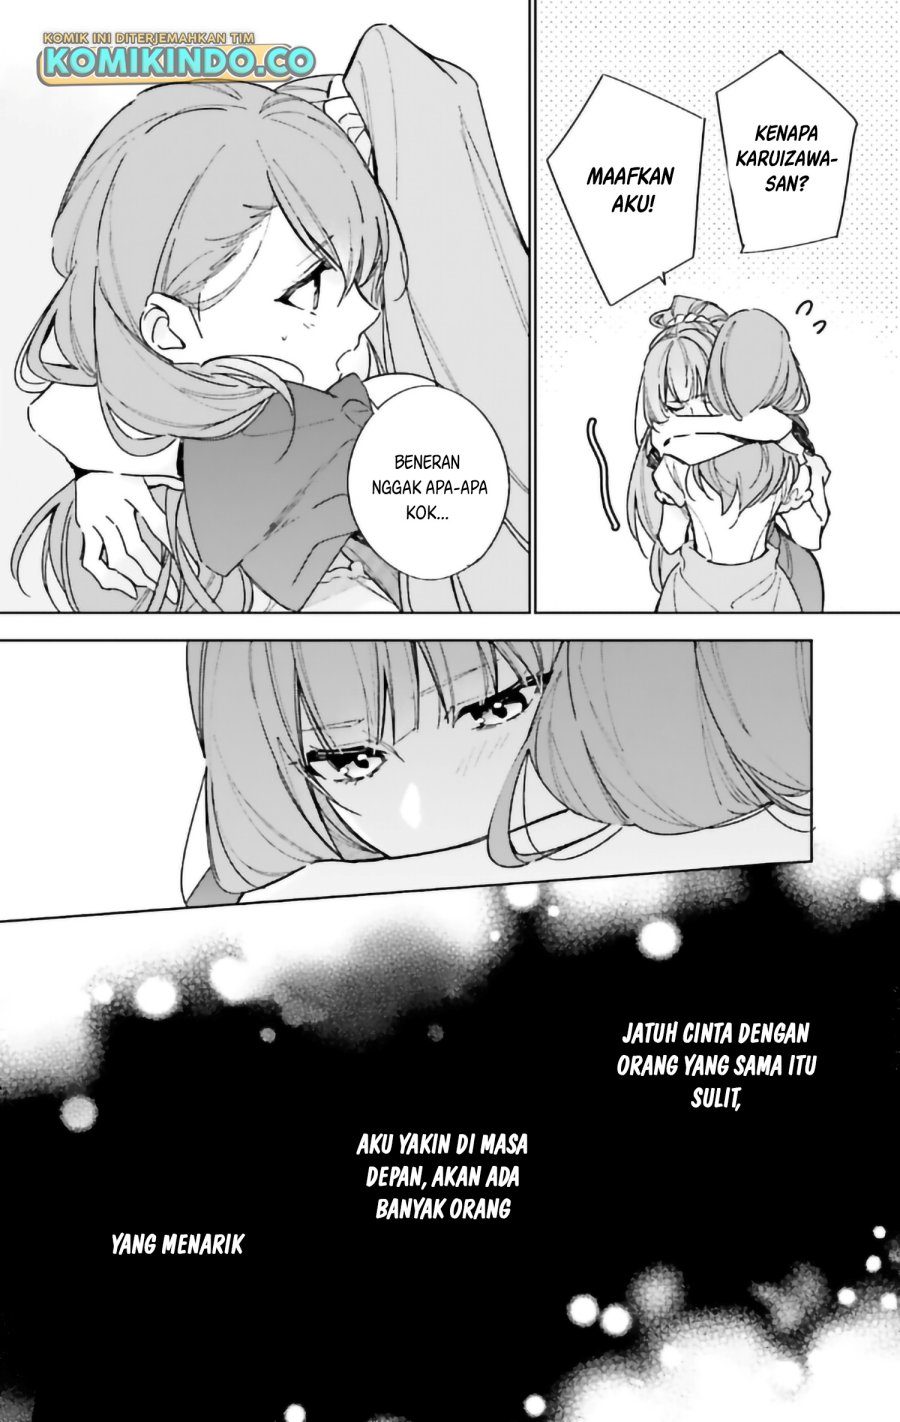 KOMIK INI DITERJEMAHKAN TIM
KOMIKINDO.CO
KENAPA
KARUIZAWA-
SAN?
MAAFKAN
AKU!
BENERAN
NGGAK APA-APA
KOK...
JATUH CINTA DENGAN
ORANG YANG SAMA ITU
SULIT,
AKU YAKIN DI MASA
DEPAN, AKAN ADA
BANYAK ORANG
YANG MENARIK